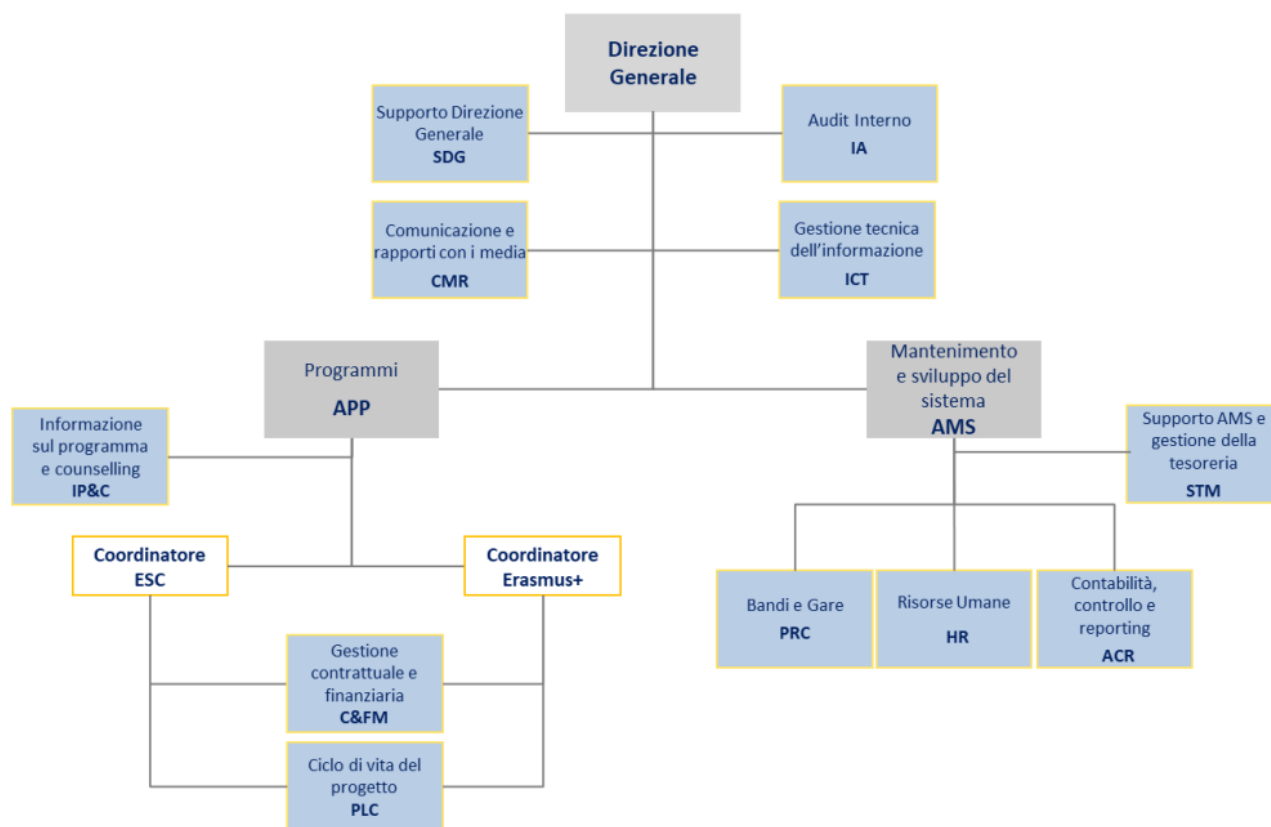 Direzione
Generale
Supporto Direzione
Generale
SDG
Audit Interno
IA
Comunicazione e
rapporti con i media
CMR
Gestione tecnica
dell'informazione
ICT
Programmi
APP
Mantenimento
e sviluppo del
sistema
AMS
Informazione
sul programma
e counselling
IP&C
Supporto AMS e
gestione della
tesoreria
STM
Coordinatore
ESC
Coordinatore
Erasmus+
Bandi e Gare
PRC
Risorse Umane
HR
Contabilità,
controllo e
reporting
ACR
Gestione
contrattuale e
finanziaria
C&FM
Ciclo di vita del
progetto
PLC